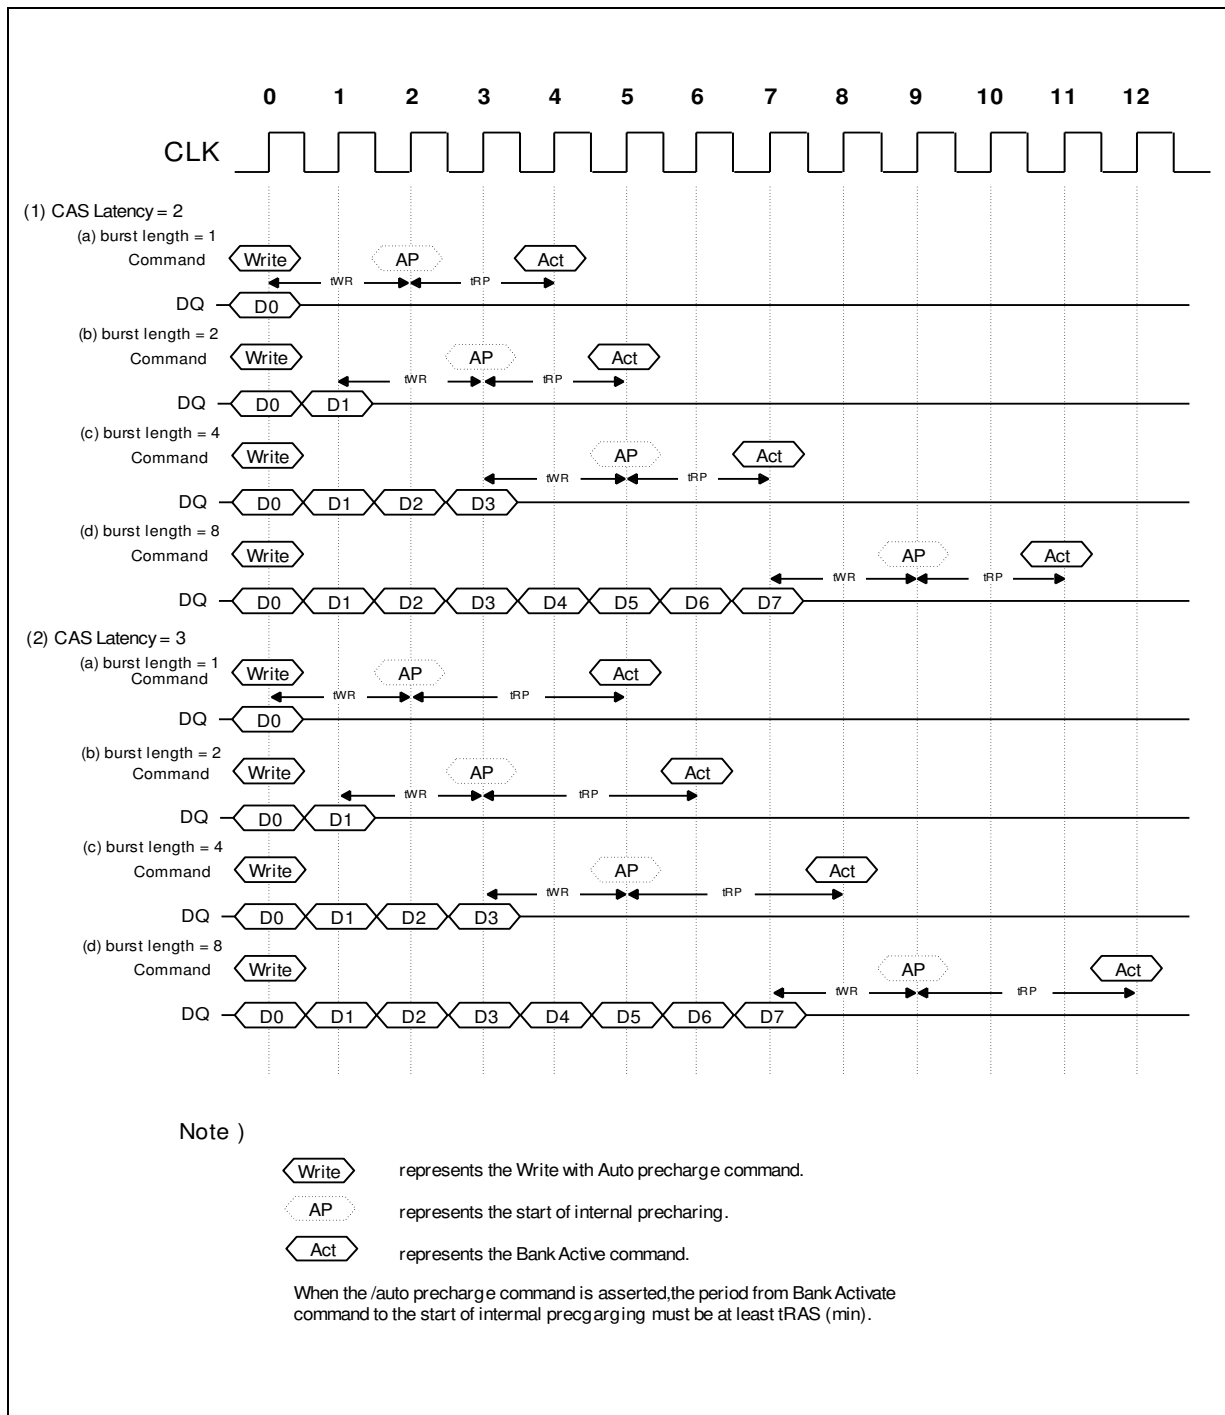 0 1 2 3 4 5 6 7 8 9 10 11 12
CLK
(1) CAS Latency = 2
(a) burst length = 1
Command Write AP Act
tWR tRP
DQ D0
(b) burst length = 2
Command Write AP Act
tWR tRP
DQ D0 D1
(c) burst length = 4
Command Write AP Act
tWR tRP
DQ D0 D1 D2 D3
(d) burst length = 8
Command Write AP Act
tWR tRP
DQ D0 D1 D2 D3 D4 D5 D6 D7
(2) CAS Latency = 3
(a) burst length = 1
Command Write AP Act
tWR tRP
DQ D0
(b) burst length = 2
Command Write AP Act
tWR tRP
DQ D0 D1
(c) burst length = 4
Command Write AP Act
tWR tRP
DQ D0 D1 D2 D3
(d) burst length = 8
Command Write AP Act
tWR tRP
DQ D0 D1 D2 D3 D4 D5 D6 D7
Note )
Write represents the Write with Auto precharge command.
AP represents the start of internal precharing.
Act represents the Bank Active command.
When the /auto precharge command is asserted,the period from Bank Activate
command to the start of intermal precgarging must be at least tRAS (min).